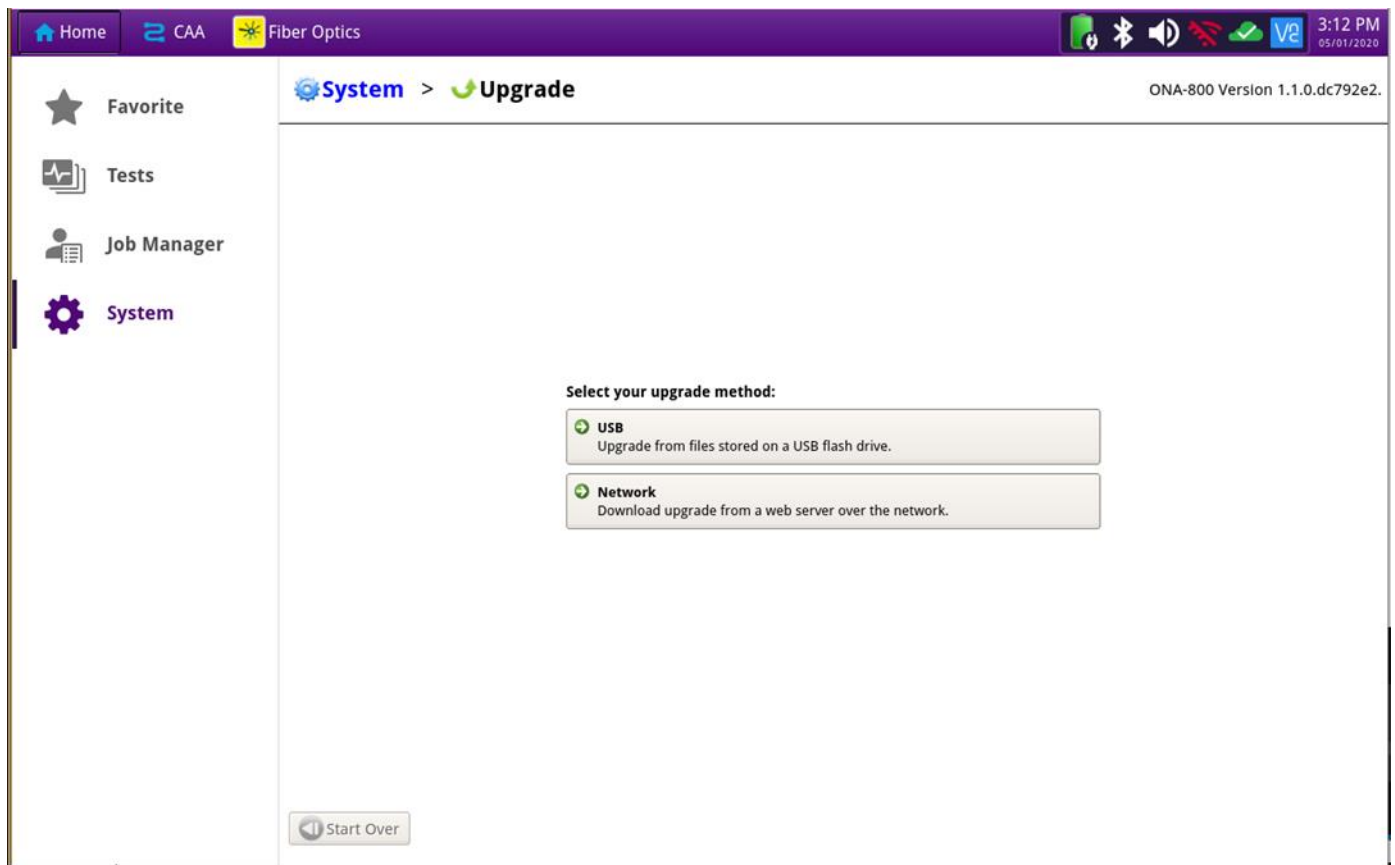 Home CAA Fiber Optics 3:12 PM
05/01/2020
System > Upgrade ONA-800 Version 1.1.0.dc792e2.
Favorite
Tests
Job Manager
System
Select your upgrade method:
USB
Upgrade from files stored on a USB flash drive.
Network
Download upgrade from a web server over the network.
Start Over